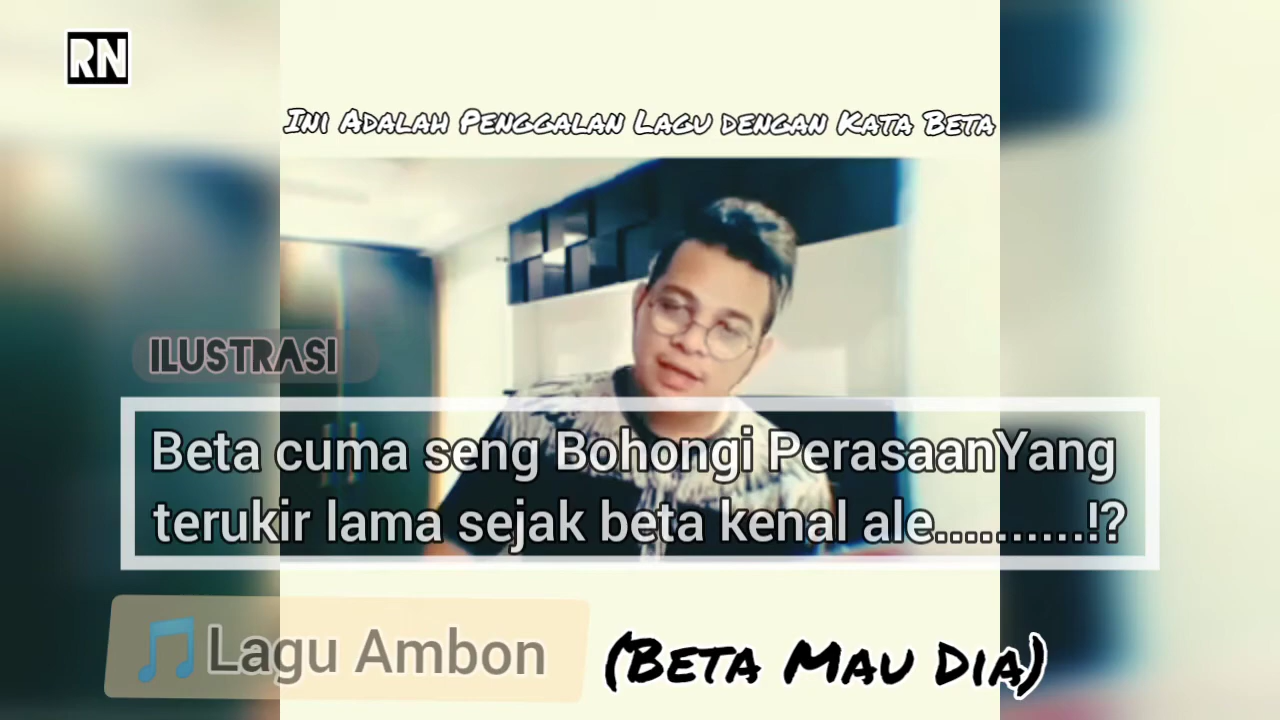 RN
Ini Adalah Penggalan Lagu dengan Kata Beta
ILUSTRASI
Beta cuma seng Bohongi PerasaanYang
terukir lama sejak beta kenal ale..........!?
🎵Lagu Ambon
(Beta Mau Dia)